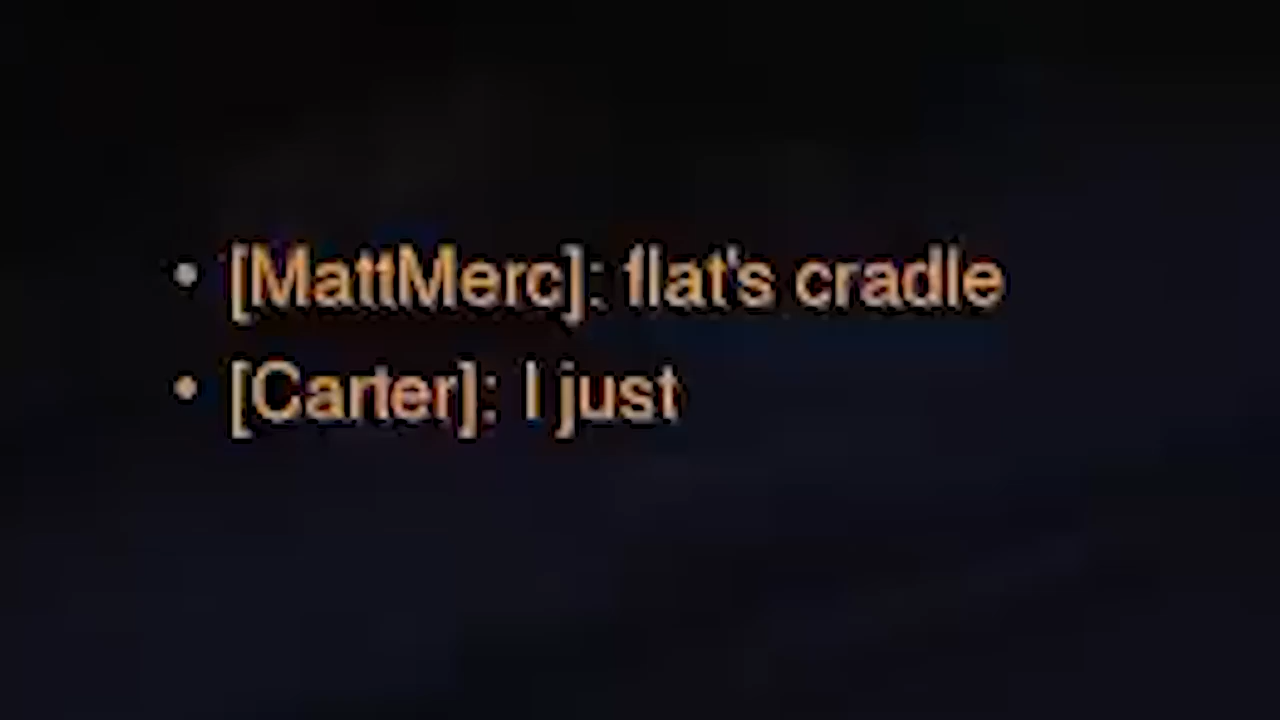 • [MattMerc]: flat's cradle
• [Carter]: I just